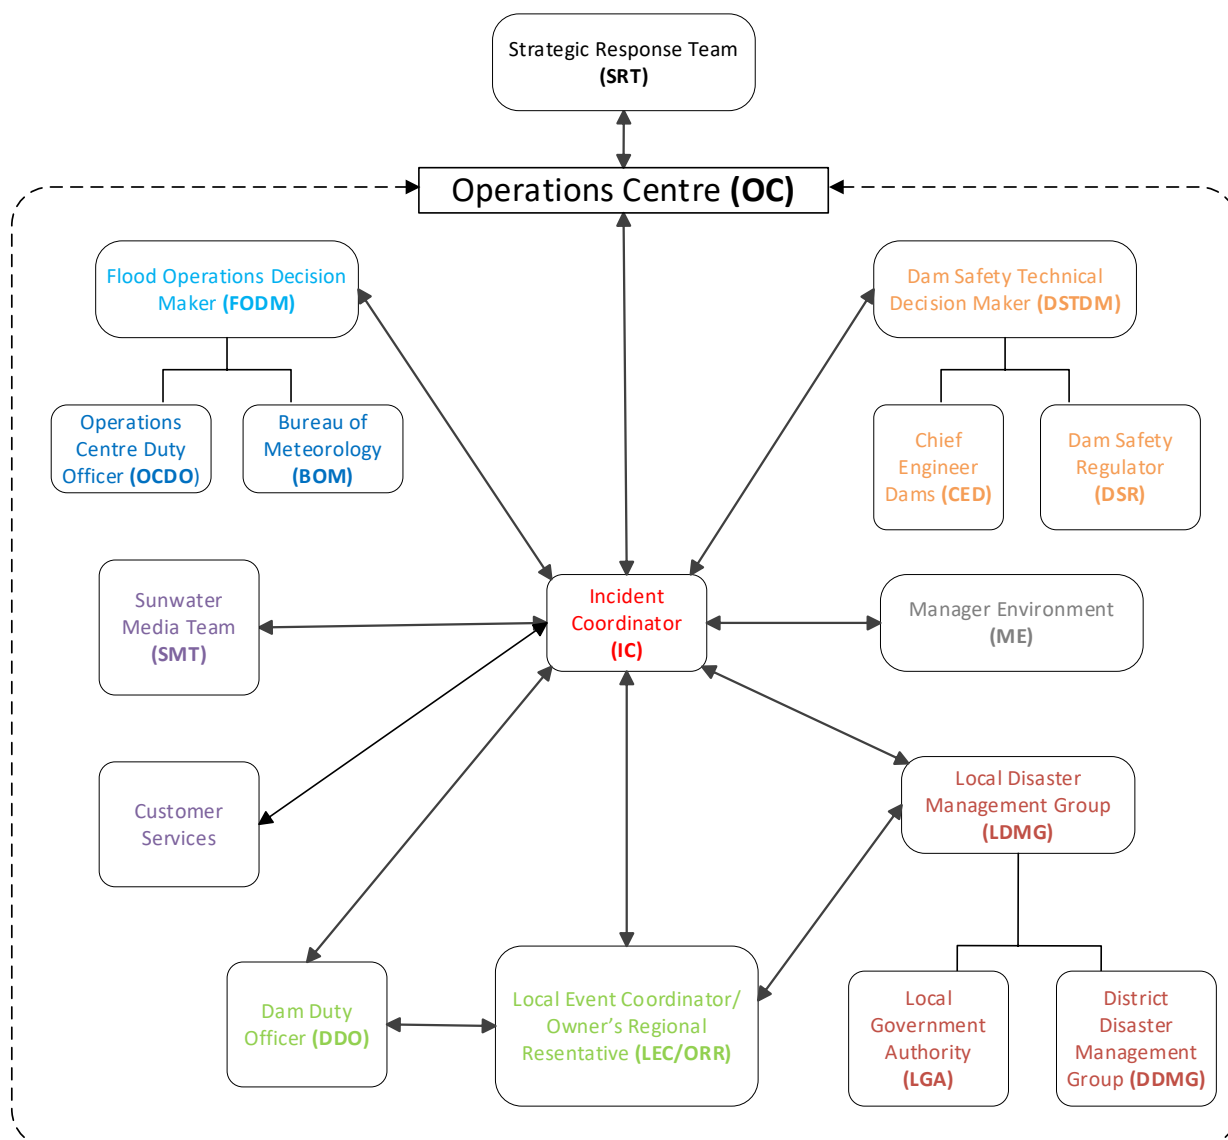 Strategic Response Team
(SRT)
Operations Centre (OC)
Flood Operations Decision
Maker (FODM)
Dam Safety Technical
Decision Maker (DSTDM)
Operations
Centre Duty
Officer (OCDO)
Bureau of
Meteorology
(BOM)
Chief
Engineer
Dams (CED)
Dam Safety
Regulator
(DSR)
Sunwater
Media Team
(SMT)
Incident
Coordinator
(IC)
Manager Environment
(ME)
Customer
Services
Local Disaster
Management Group
(LDMG)
Dam Duty
Officer (DDO)
Local Event Coordinator/
Owner’s Regional
Resentative (LEC/ORR)
Local
Government
Authority
(LGA)
District
Disaster
Management
Group (DDMG)